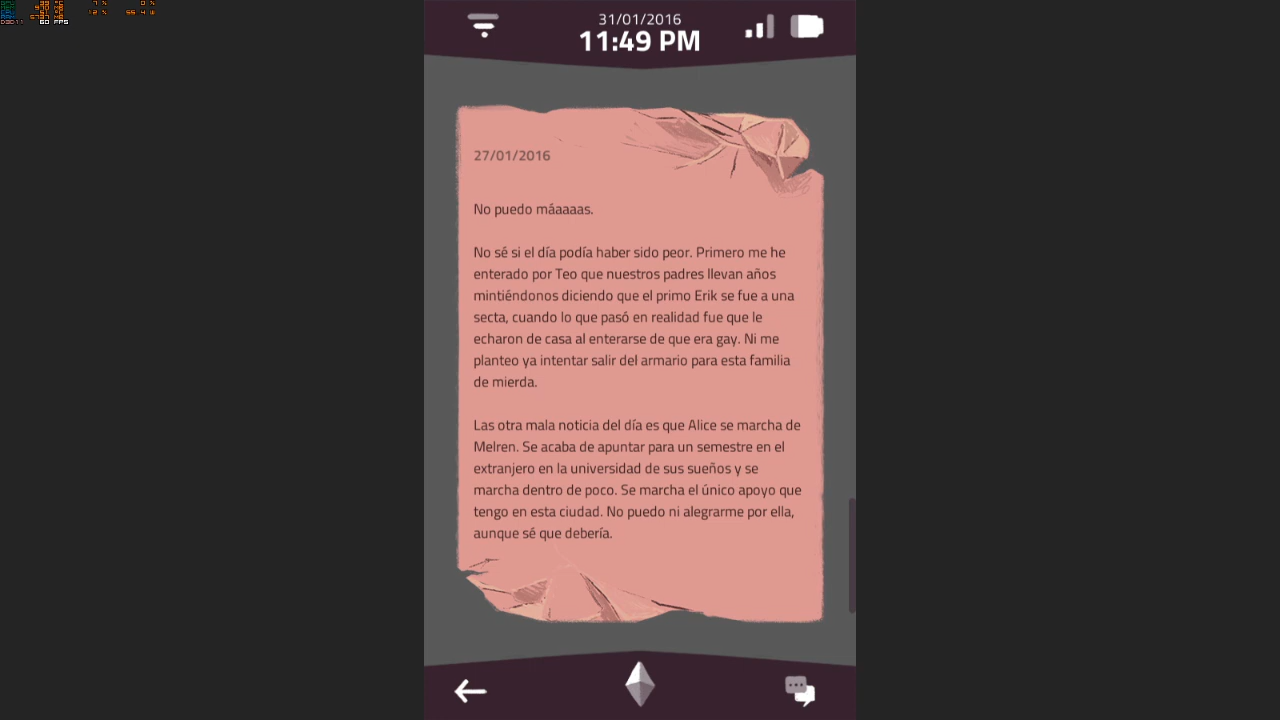 31/01/2016
11:49 PM
27/01/2016
No puedo máaaaas.
No sé si el día podía haber sido peor. Primero me he
enterado por Teo que nuestros padres llevan años
mintiéndonos diciendo que el primo Erik se fue a una
secta, cuando lo que pasó en realidad fue que le
echaron de casa al enterarse de que era gay. Ni me
planteo ya intentar salir del armario para esta familia
de mierda.
Las otra mala noticia del día es que Alice se marcha de
Melren. Se acaba de apuntar para un semestre en el
extranjero en la universidad de sus sueños y se
marcha dentro de poco. Se marcha el único apoyo que
tengo en esta ciudad. No puedo ni alegrarme por ella,
aunque sé que debería.